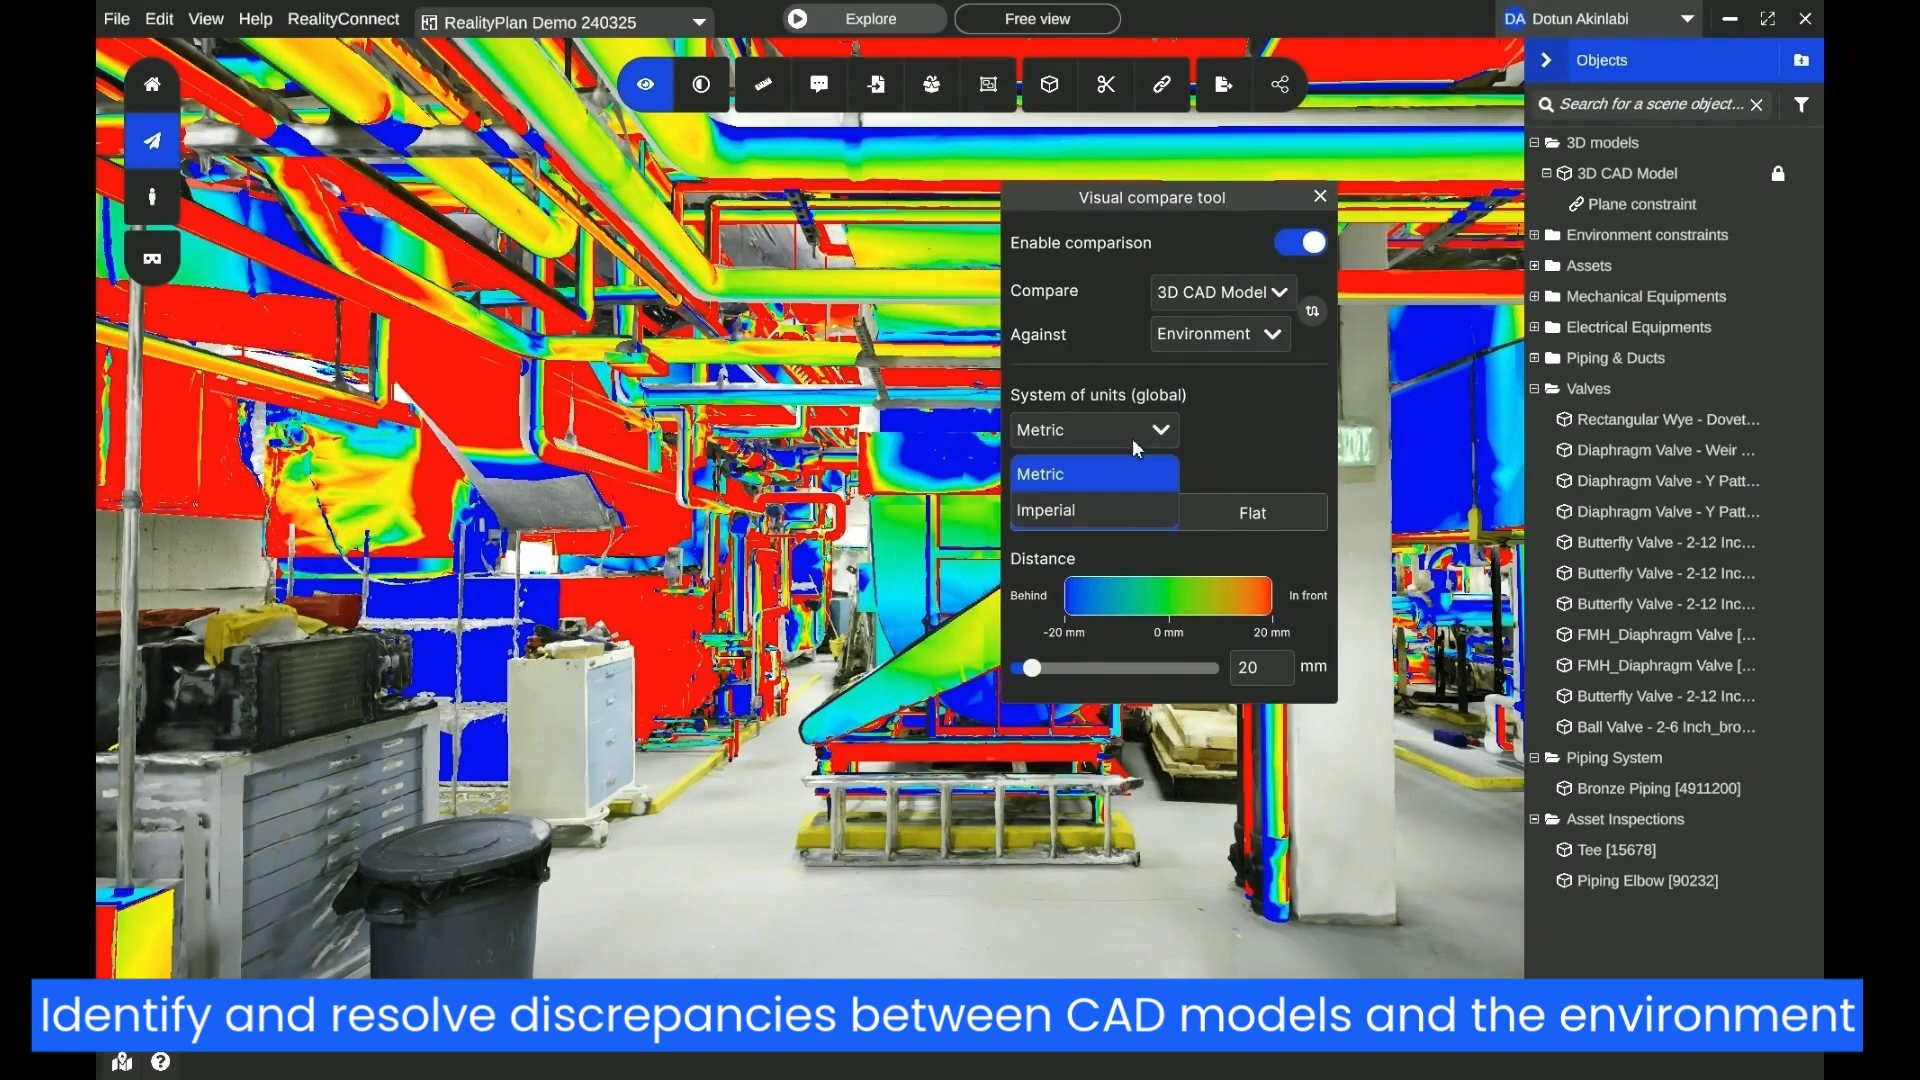 File Edit View Help RealityConnect RealityPlan Demo 240325 Explore Free view DA Dotun Akinlabi
Objects
Search for a scene object...
3D models
3D CAD Model
Plane constraint
Environment constraints
Assets
Mechanical Equipments
Electrical Equipments
Piping & Ducts
Valves
Rectangular Wye - Dovet...
Diaphragm Valve - Weir ...
Diaphragm Valve - Y Patt...
Diaphragm Valve - Y Patt...
Butterfly Valve - 2-12 Inc...
Butterfly Valve - 2-12 Inc...
Butterfly Valve - 2-12 Inc...
FMH_Diaphragm Valve [...
FMH_Diaphragm Valve [...
Butterfly Valve - 2-12 Inc...
Ball Valve - 2-6 Inch_bro...
Piping System
Bronze Piping [4911200]
Asset Inspections
Tee [15678]
Piping Elbow [90232]
Visual compare tool
Enable comparison
Compare 3D CAD Model
Against Environment
System of units (global)
Metric
Metric
Imperial
Flat
Distance
Behind In front
-20 mm 0 mm 20 mm
20 mm
Identify and resolve discrepancies between CAD models and the environment